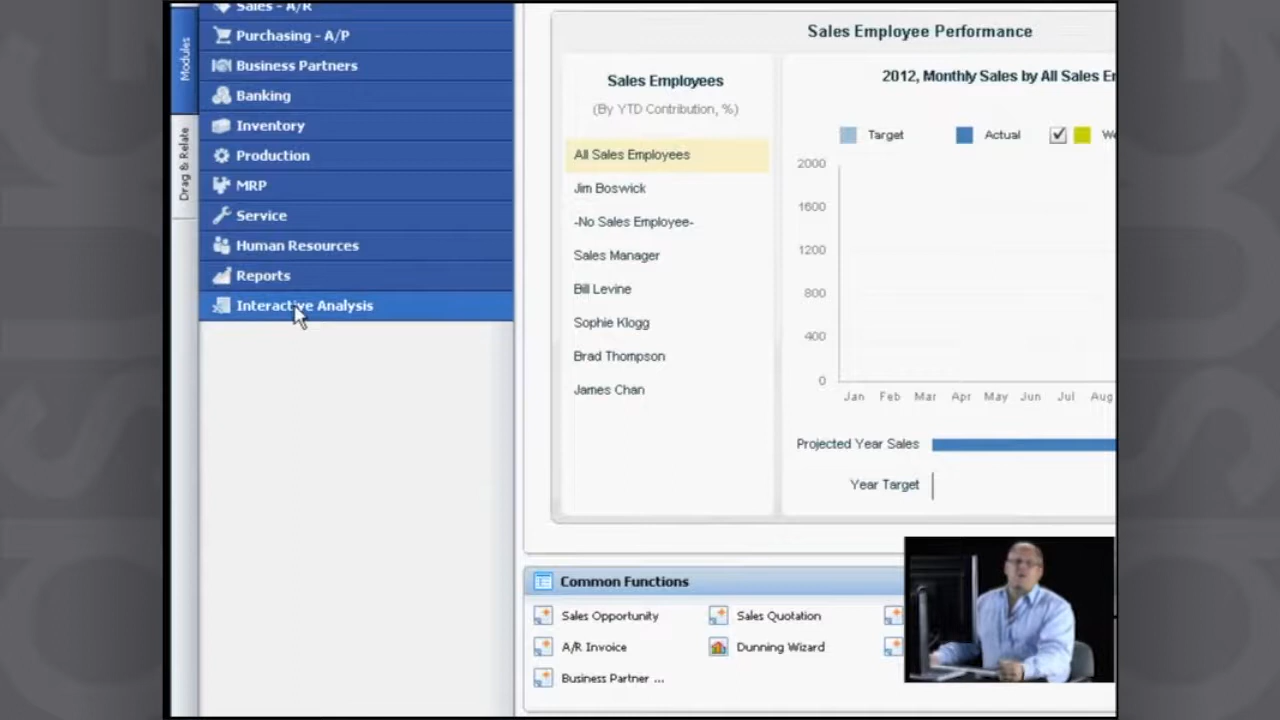 Sales - A/R
Purchasing - A/P
Business Partners
Banking
Inventory
Production
MRP
Service
Human Resources
Reports
Interactive Analysis
Modules
Drag & Relate
Sales Employee Performance
Sales Employees
(By YTD Contribution, %)
All Sales Employees
Jim Boswick
-No Sales Employee-
Sales Manager
Bill Levine
Sophie Klogg
Brad Thompson
James Chan
2012, Monthly Sales by All Sales Er
Target
Actual
We
2000
1600
1200
800
400
0
Jan Feb Mar Apr May Jun Jul Aug
Projected Year Sales
Year Target
Common Functions
Sales Opportunity
Sales Quotation
A/R Invoice
Dunning Wizard
Business Partner ...